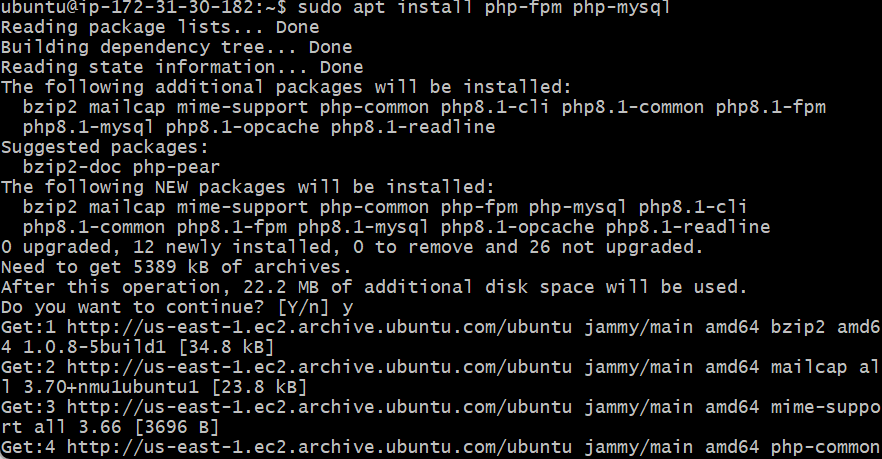 ubuntu@ip-172-31-30-182:~$ sudo apt install php-fpm php-mysql
Reading package lists... Done
Building dependency tree... Done
Reading state information... Done
The following additional packages will be installed:
  bzip2 mailcap mime-support php-common php8.1-cli php8.1-common php8.1-fpm
  php8.1-mysql php8.1-opcache php8.1-readline
Suggested packages:
  bzip2-doc php-pear
The following NEW packages will be installed:
  bzip2 mailcap mime-support php-common php-fpm php-mysql php8.1-cli
  php8.1-common php8.1-fpm php8.1-mysql php8.1-opcache php8.1-readline
0 upgraded, 12 newly installed, 0 to remove and 26 not upgraded.
Need to get 5389 kB of archives.
After this operation, 22.2 MB of additional disk space will be used.
Do you want to continue? [Y/n] y
Get:1 http://us-east-1.ec2.archive.ubuntu.com/ubuntu jammy/main amd64 bzip2 amd6
4 1.0.8-5build1 [34.8 kB]
Get:2 http://us-east-1.ec2.archive.ubuntu.com/ubuntu jammy/main amd64 mailcap al
l 3.70+nmu1ubuntu1 [23.8 kB]
Get:3 http://us-east-1.ec2.archive.ubuntu.com/ubuntu jammy/main amd64 mime-suppo
rt all 3.66 [3696 B]
Get:4 http://us-east-1.ec2.archive.ubuntu.com/ubuntu jammy/main amd64 php-common